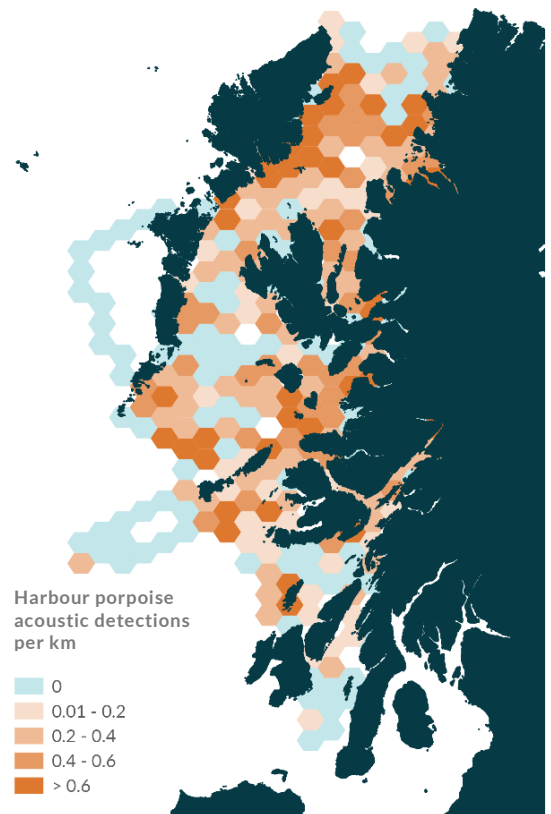 Harbour porpoise
acoustic detections
per km
0
0.01 - 0.2
0.2 - 0.4
0.4 - 0.6
> 0.6